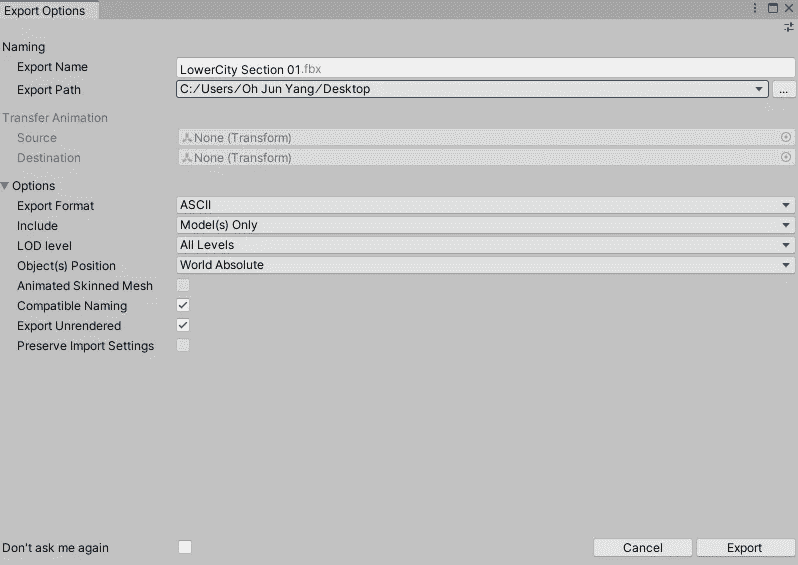 Export Options
Naming
Export Name LowerCity Section 01.fbx
Export Path C:/Users/Oh Jun Yang/Desktop ...
Transfer Animation
Source None (Transform)
Destination None (Transform)
Options
Export Format ASCII
Include Model(s) Only
LOD level All Levels
Object(s) Position World Absolute
Animated Skinned Mesh
Compatible Naming
Export Unrendered
Preserve Import Settings
Don't ask me again Cancel Export